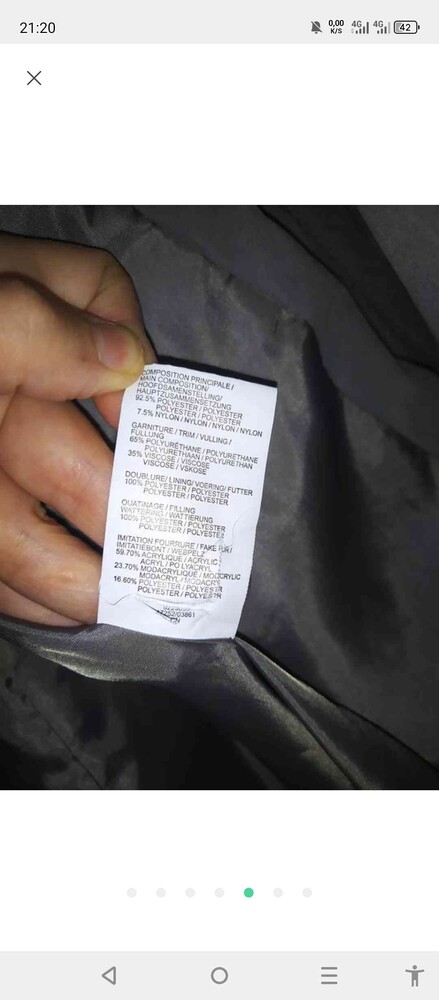 21:20
0,00
K/S
4G
4G
42
COMPOSITION PRINCIPALE /
MAIN COMPOSITION/
HOOFDSAMENSTELLING/
HAUPTZUSAMMENSETZUNG
92.5% POLYESTER / POLYESTER
POLYESTER / POLYESTER
7.5% NYLON / NYLON / NYLON / NYLON
GARNITURE / TRIM / VULLING /
FÜLLUNG
65% POLYURÉTHANE / POLYURETHANE
POLYURETHAAN / POLYURETHAN
35% VISCOSE / VISCOSE
VISCOSE / VSKOSE
DOUBLURE/ LINING/ VOERING/ FUTTER
100% POLYESTER / POLYESTER
POLYESTER / POLYESTER
OUATINAGE / FILLING
WATTERING / WATTIERUNG
100% POLYESTER / POLYESTER
POLYESTER / POLYESTER
IMITATION FOURRURE / FAKE FUR /
IMITATIEBONT / WEBPELZ
59.70% ACRYLIQUE / ACRYLIC
ACRYL / POLYACRYL
23.70% MODACRYLIQUE / MODACRYLIC
MODACRYL / MODACRYL
16.60% POLYESTER / POLYESTER
POLYESTER / POLYESTER